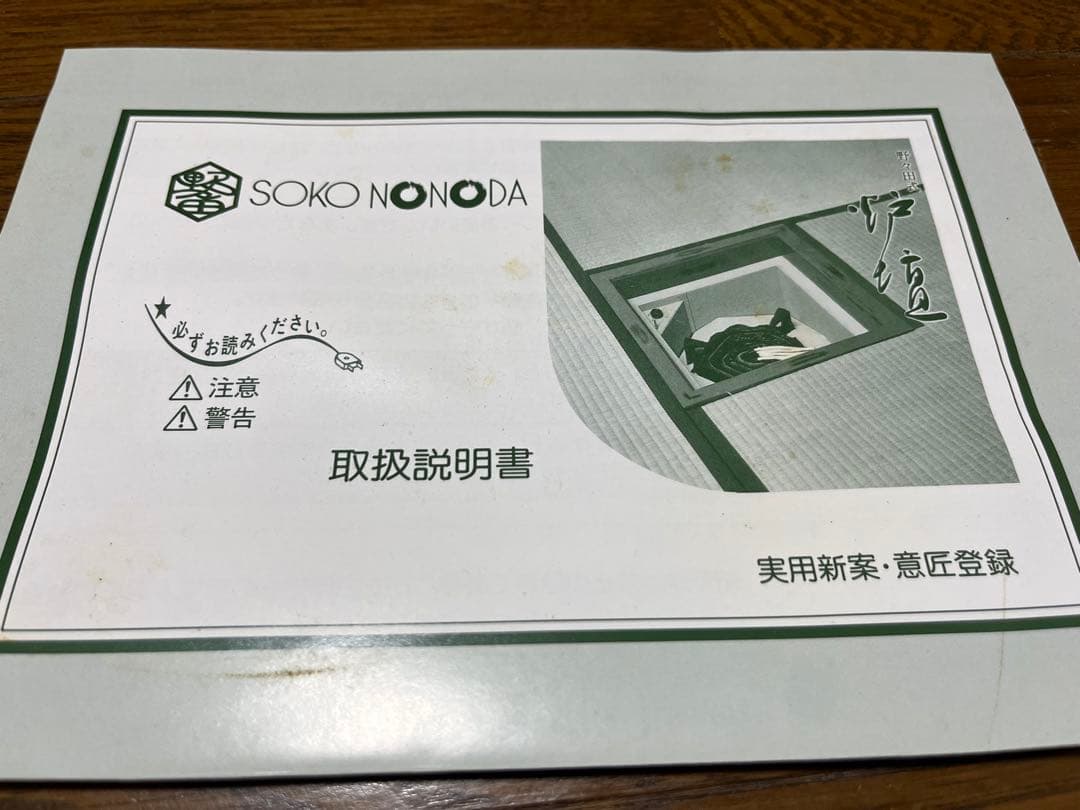 SOKO NONODA
★必ずお読みください。
注意
警告
取扱説明書
野々田式
炉壇
実用新案・意匠登録